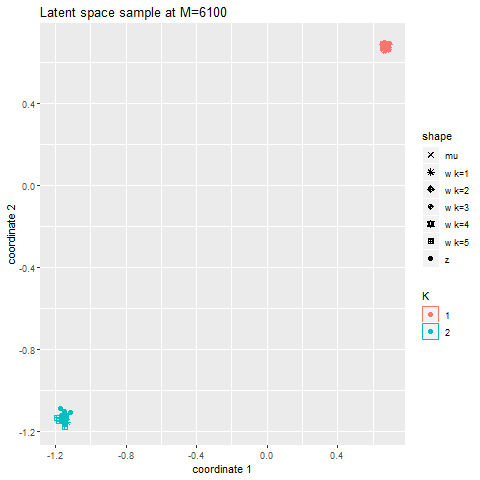 Latent space sample at M=6100
0.4
0.0
-0.4
-0.8
-1.2
coordinate 2
-1.2
-0.8
-0.4
0.0
0.4
coordinate 1
shape
mu
w k=1
w k=2
w k=3
w k=4
w k=5
z
K
1
2